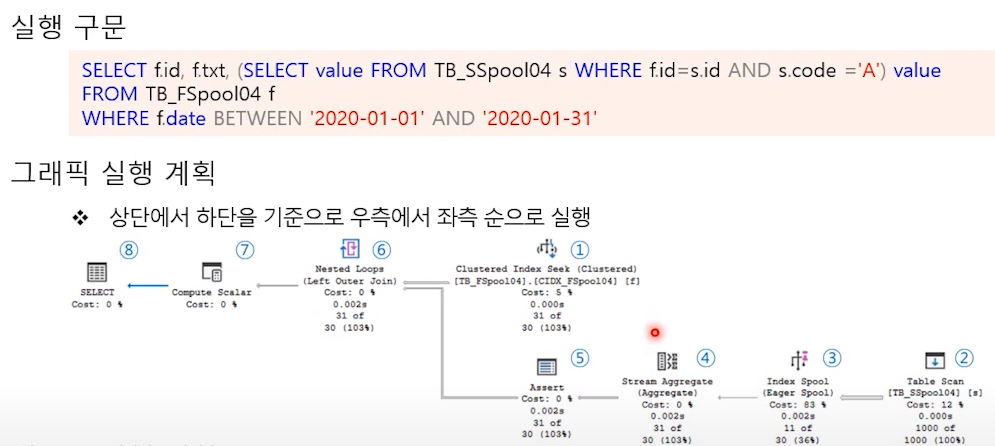 실행 구문
SELECT f.id, f.txt, (SELECT value FROM TB_SSpool04 s WHERE f.id=s.id AND s.code ='A') value
FROM TB_FSpool04 f
WHERE f.date BETWEEN '2020-01-01' AND '2020-01-31'
그래픽 실행 계획
❖ 상단에서 하단을 기준으로 우측에서 좌측 순으로 실행
⑧
SELECT
Cost: 0 %
⑦
Compute Scalar
Cost: 0 %
⑥
Nested Loops
(Left Outer Join)
Cost: 0 %
0.002s
31 of
30 (103%)
①
Clustered Index Seek (Clustered)
[TB_FSpool04].[CIDX_FSpool04] [f]
Cost: 5 %
0.000s
31 of
30 (103%)
⑤
Assert
Cost: 0 %
0.002s
31 of
30 (103%)
④
Stream Aggregate
(Aggregate)
Cost: 0 %
0.002s
31 of
30 (103%)
③
Index Spool
(Eager Spool)
Cost: 83 %
0.002s
11 of
30 (36%)
②
Table Scan
[TB_SSpool04] [s]
Cost: 12 %
0.000s
1000 of
1000 (100%)